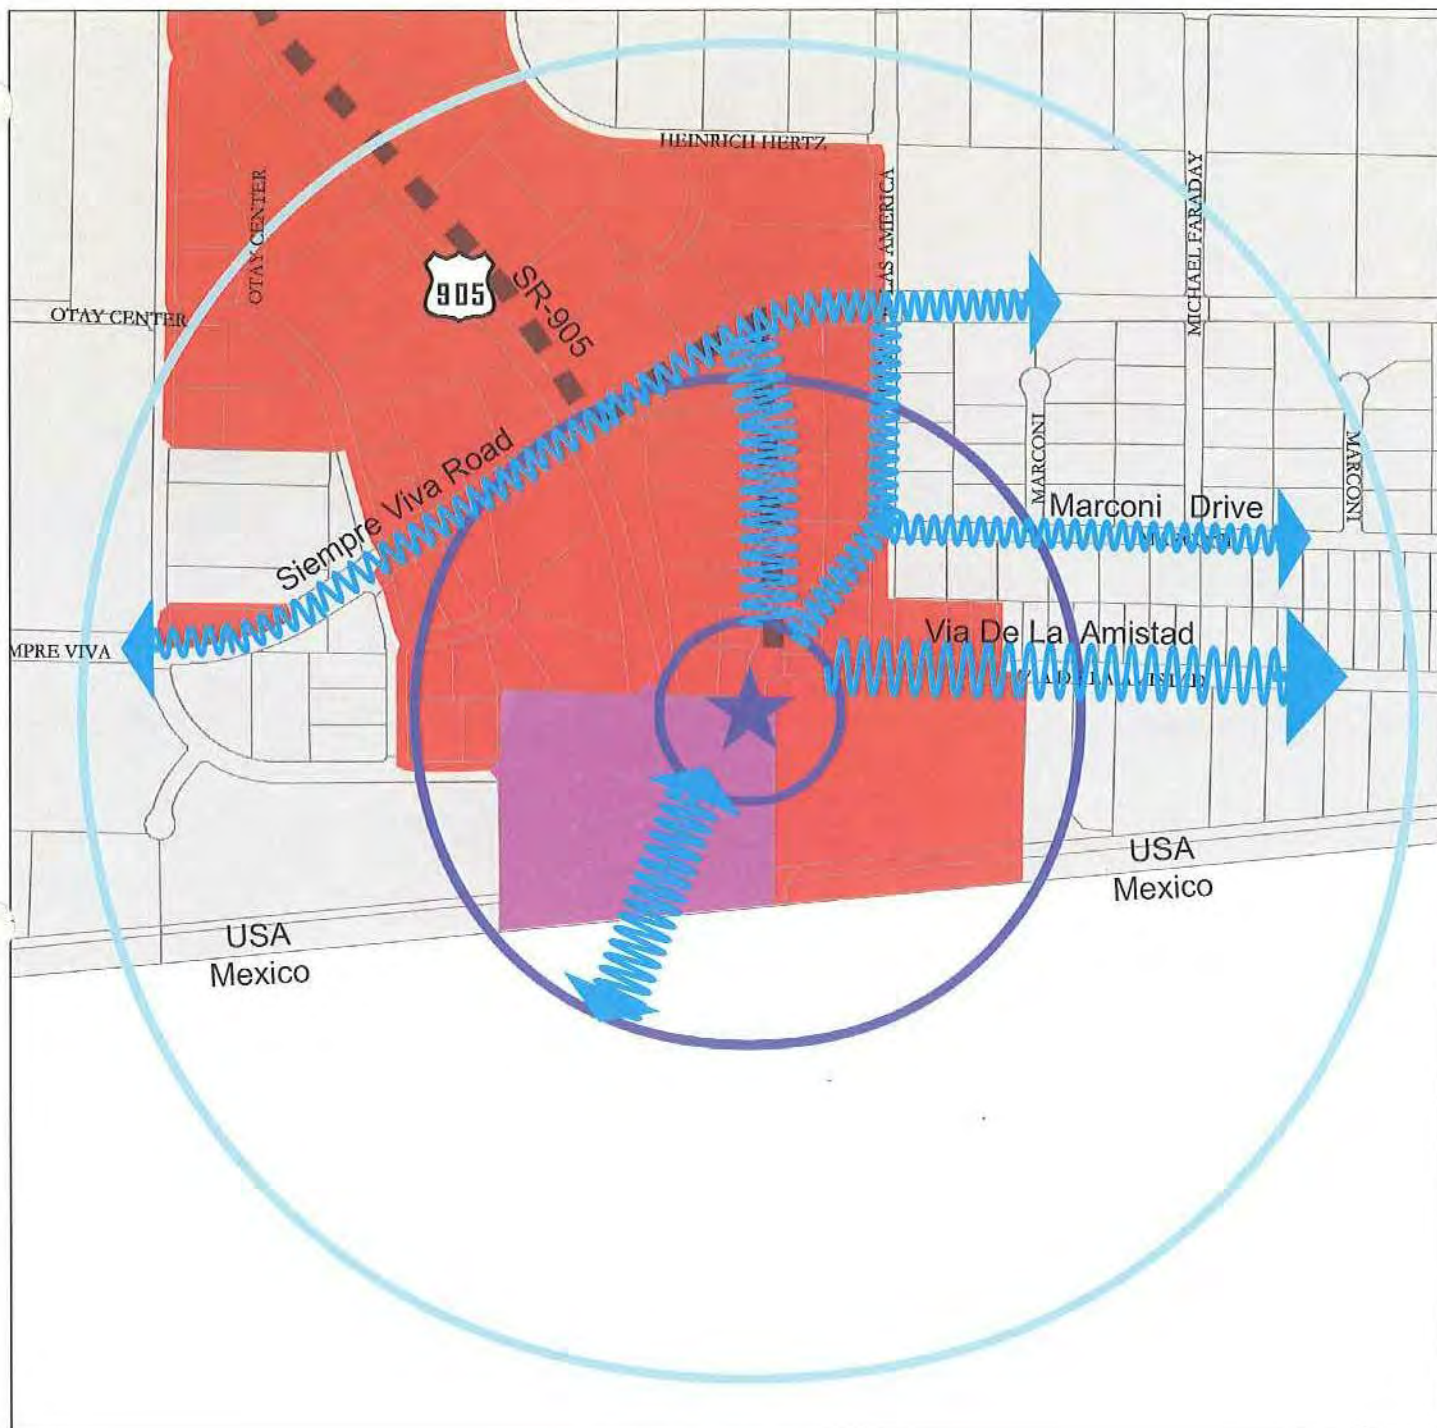 HEINRICH HERTZ
OTAY CENTER
LAS AMERICA
MICHAEL FARADAY
905
SR-905
OTAY CENTER
MARCONI
MARCONI
Siempre Viva Road
Marconi Drive
Via De La Amistad
MPRE VIVA
USA
Mexico
USA
Mexico